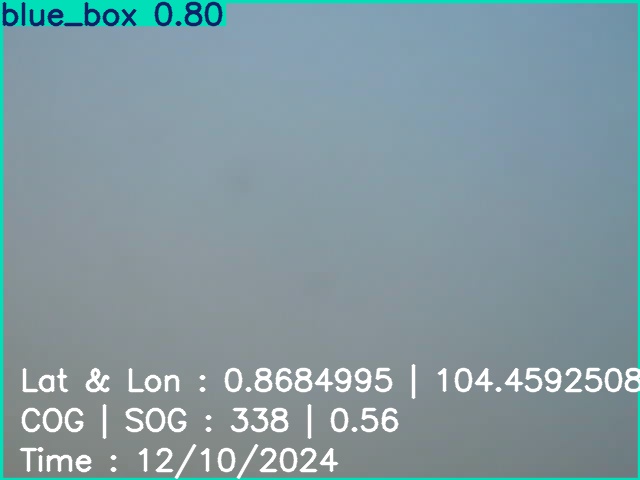 blue_box 0.80
Lat & Lon : 0.8684995 | 104.4592508
COG | SOG : 338 | 0.56
Time : 12/10/2024